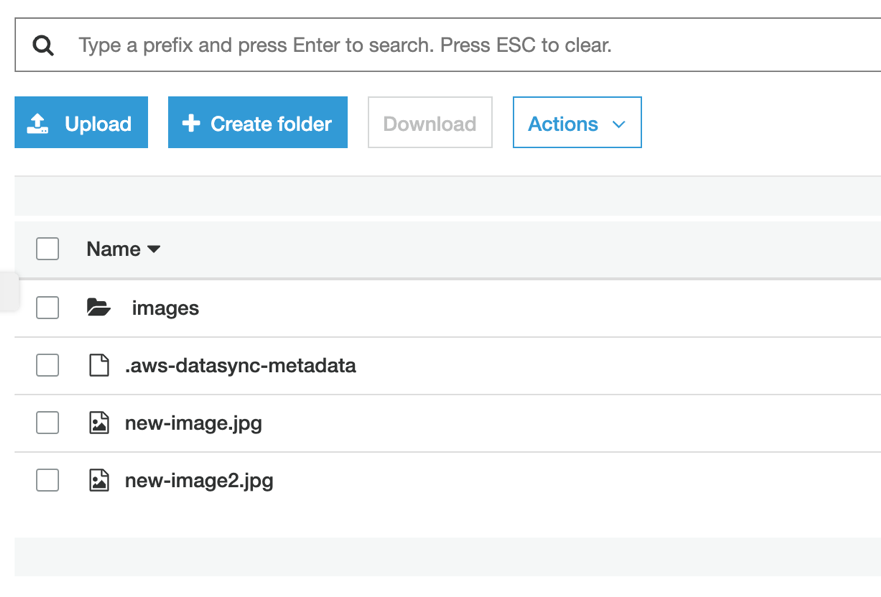 Type a prefix and press Enter to search. Press ESC to clear.
Upload Create folder Download Actions
Name
images
.aws-datasync-metadata
new-image.jpg
new-image2.jpg